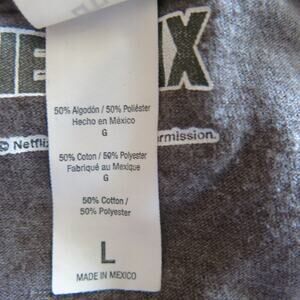 50% Algodón / 50% Poliéster
Hecho en México
G
© Netflix
ermission.
50% Coton / 50% Polyester
Fabriqué au Mexique
G
50% Cotton /
50% Polyester
L
MADE IN MEXICO